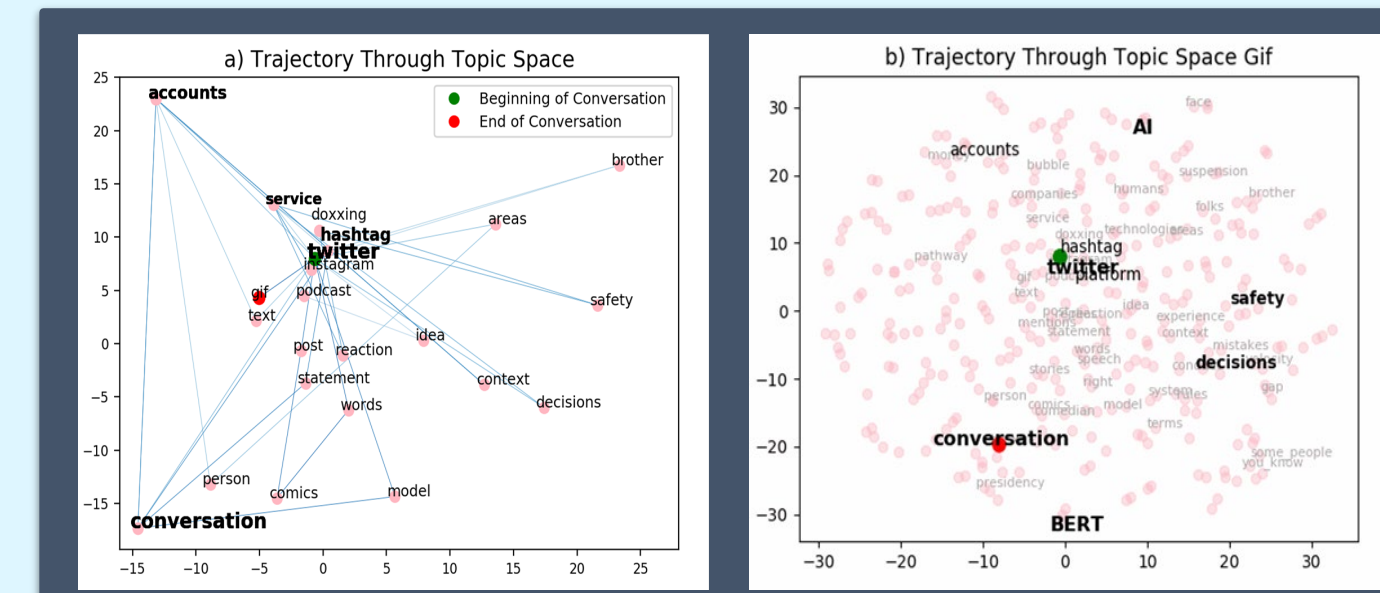 a) Trajectory Through Topic Space
Beginning of Conversation
End of Conversation
25
20
15
10
5
0
−5
−10
−15
accounts
brother
service
doxxing
areas
hashtag
twitter
instagram
gif
podcast
safety
text
idea
post
reaction
statement
context
words
decisions
person
comics
model
conversation
−15 −10 −5 0 5 10 15 20 25
b) Trajectory Through Topic Space Gif
30
20
10
0
−10
−20
−30
face
AI
accounts
money
bubble
suspension
companies
humans
brother
folks
service
technologies
areas
doxxing
hashtag
pathway
twitter
platform
gif
text
safety
idea
experience
mentions
statement
context
words
mistakes
speech
decisions
stories
right
person
system
rules
gap
comics
model
comedian
terms
conversation
some_people
you_know
presidency
BERT
−30 −20 −10 0 10 20 30